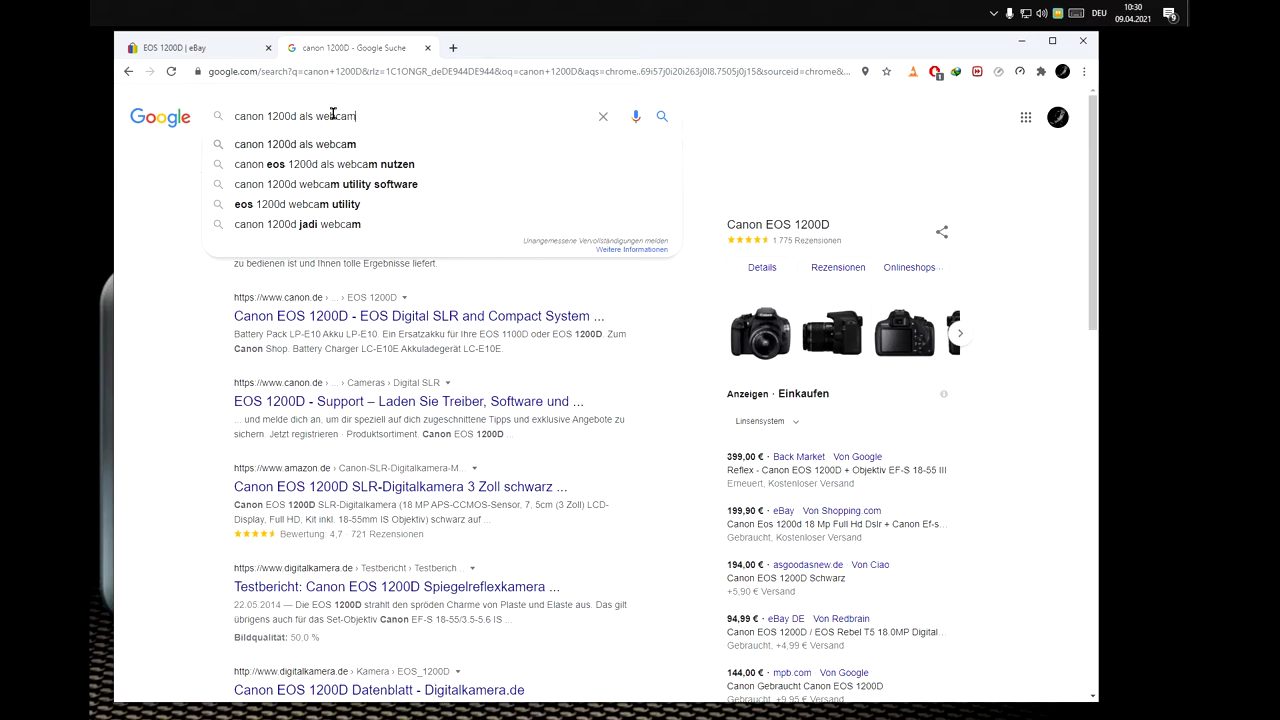 DEU
10:30
09.04.2021
9
EOS 1200D | eBay
canon 1200D - Google Suche
google.com/search?q=canon+1200D&rlz=1C1ONGR_deDE944DE944&oq=canon+1200D&aqs=chrome..69i57j0i20i263j0l8.7505j0j15&sourceid=chrome&...
1
Google
canon 1200d als webcam
canon 1200d als webcam
canon eos 1200d als webcam nutzen
canon 1200d webcam utility software
eos 1200d webcam utility
canon 1200d jadi webcam
Unangemessene Vervollständigungen melden
Weitere Informationen
zu bedienen ist und Ihnen tolle Ergebnisse liefert.
https://www.canon.de › ... › EOS 1200D
Canon EOS 1200D - EOS Digital SLR and Compact System ...
Battery Pack LP-E10 Akku LP-E10. Ein Ersatzakku für Ihre EOS 1100D oder EOS 1200D. Zum
Canon Shop. Battery Charger LC-E10E Akkuladegerät LC-E10E.
https://www.canon.de › ... › Cameras › Digital SLR
EOS 1200D - Support – Laden Sie Treiber, Software und ...
... und melde dich an, um dir speziell auf dich zugeschnittene Tipps und exklusive Angebote zu
sichern. Jetzt registrieren · Produktsortiment. Canon EOS 1200D ...
https://www.amazon.de › Canon-SLR-Digitalkamera-M...
Canon EOS 1200D SLR-Digitalkamera 3 Zoll schwarz ...
Canon EOS 1200D SLR-Digitalkamera (18 MP APS-CCMOS-Sensor, 7, 5cm (3 Zoll) LCD-
Display, Full HD, Kit inkl. 18-55mm IS Objektiv) schwarz auf ...
Bewertung: 4,7 · 721 Rezensionen
https://www.digitalkamera.de › Testbericht › Testberich ...
Testbericht: Canon EOS 1200D Spiegelreflexkamera ...
22.05.2014 — Die EOS 1200D strahlt den spröden Charme von Plaste und Elaste aus. Das gilt
übrigens auch für das Set-Objektiv Canon EF-S 18-55/3.5-5.6 IS ...
Bildqualität: 50,0 %
http://www.digitalkamera.de › Kamera › EOS_1200D
Canon EOS 1200D Datenblatt - Digitalkamera.de
Canon EOS 1200D
1.775 Rezensionen
Details
Rezensionen
Onlineshops
Anzeigen · Einkaufen
Linsensystem
399,00 € · Back Market · Von Google
Reflex - Canon EOS 1200D + Objektiv EF-S 18-55 III
Erneuert, Kostenloser Versand
199,90 € · eBay · Von Shopping.com
Canon Eos 1200d 18 Mp Full Hd Dslr + Canon Ef-s...
Gebraucht, Kostenloser Versand
194,00 € · asgoodasnew.de · Von Ciao
Canon EOS 1200D Schwarz
+5,90 € Versand
94,99 € · eBay DE · Von Redbrain
Canon EOS 1200D / EOS Rebel T5 18.0MP Digital...
Gebraucht, +4,99 € Versand
144,00 € · mpb.com · Von Google
Canon Gebraucht Canon EOS 1200D
Gebraucht, +9,95 € Versand